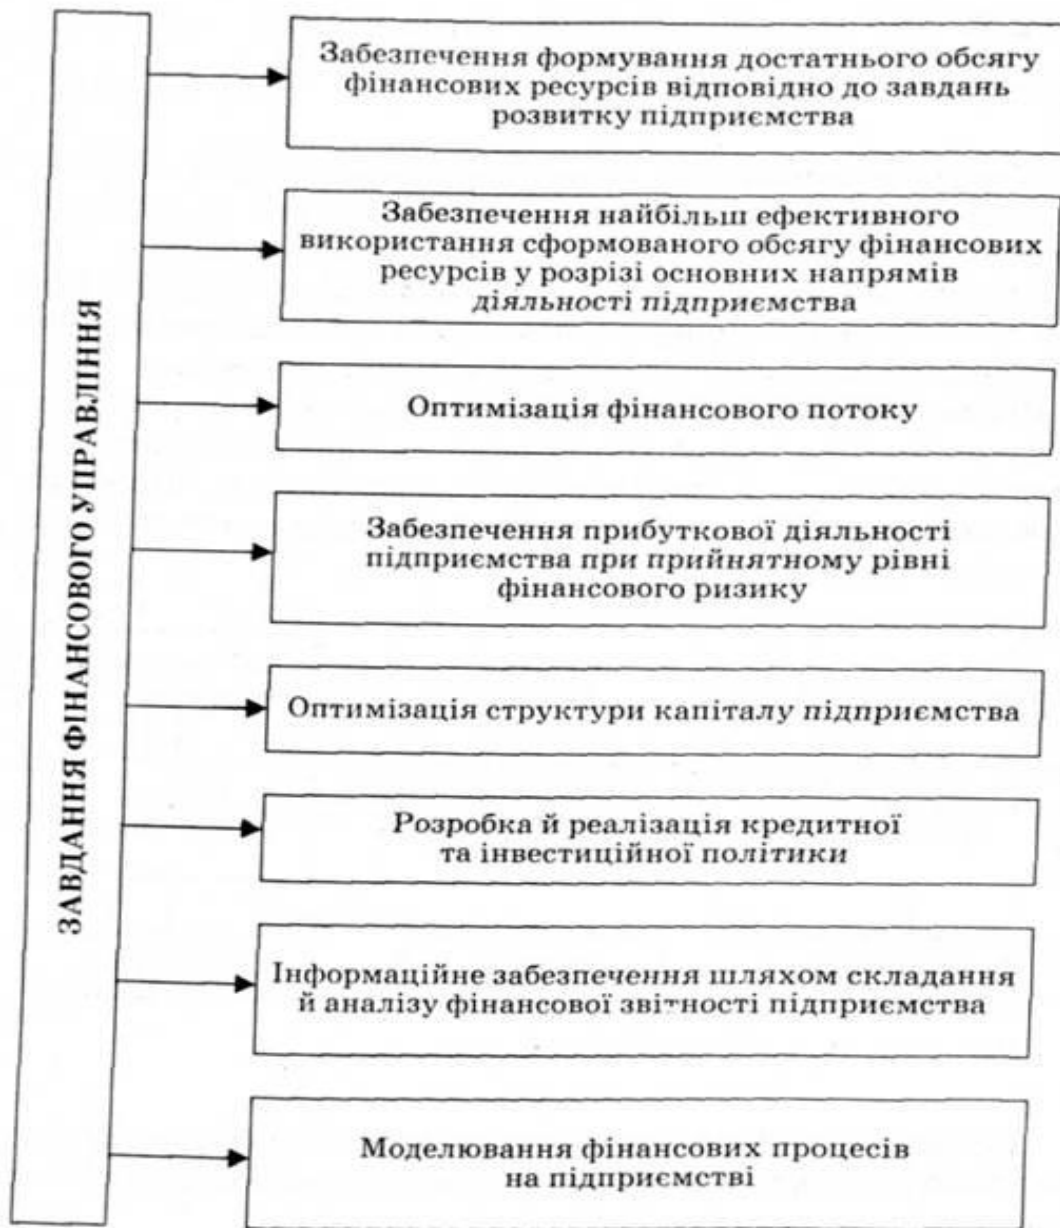 ЗАВДАННЯ ФІНАНСОВОГО УПРАВЛІННЯ
Забезпечення формування достатнього обсягу
фінансових ресурсів відповідно до завдань
розвитку підприємства
Забезпечення найбільш ефективного
використання сформованого обсягу фінансових
ресурсів у розрізі основних напрямів
діяльності підприємства
Оптимізація фінансового потоку
Забезпечення прибуткової діяльності
підприємства при прийнятному рівні
фінансового ризику
Оптимізація структури капіталу підприємства
Розробка й реалізація кредитної
та інвестиційної політики
Інформаційне забезпечення шляхом складання
й аналізу фінансової звітності підприємства
Моделювання фінансових процесів
на підприємстві